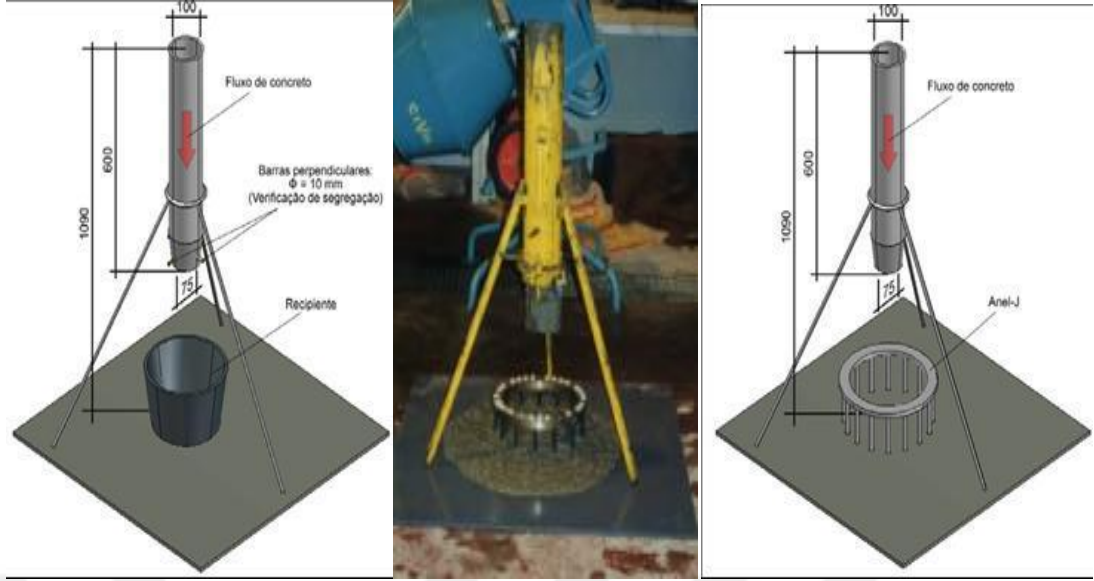 100
Fluxo de concreto
600
Barras perpendiculares:
Φ = 10 mm
(Verificação de segregação)
1090
75
Recipiente
100
Fluxo de concreto
600
1090
75
Anel-J